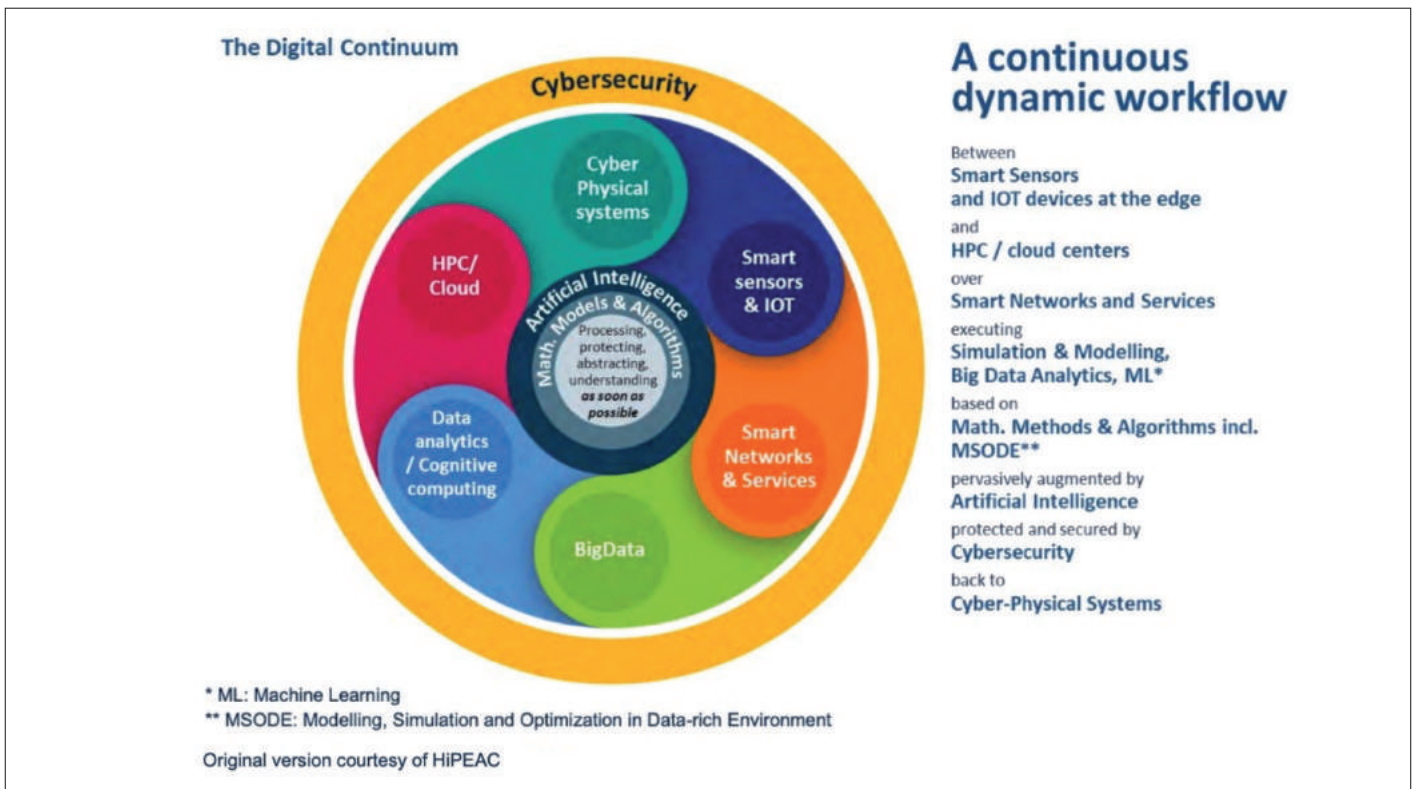 The Digital Continuum
Cybersecurity
Cyber
Physical
systems
Smart
sensors
& IOT
Smart
Networks
& Services
BigData
Data
analytics
/ Cognitive
computing
HPC/
Cloud
Artificial Intelligence
Math. Models & Algorithms
Processing,
protecting,
abstracting,
understanding
as soon as
possible
A continuous
dynamic workflow
Between
Smart Sensors
and IOT devices at the edge
and
HPC / cloud centers
over
Smart Networks and Services
executing
Simulation & Modelling,
Big Data Analytics, ML*
based on
Math. Methods & Algorithms incl.
MSODE**
pervasively augmented by
Artificial Intelligence
protected and secured by
Cybersecurity
back to
Cyber-Physical Systems
* ML: Machine Learning
** MSODE: Modelling, Simulation and Optimization in Data-rich Environment
Original version courtesy of HiPEAC